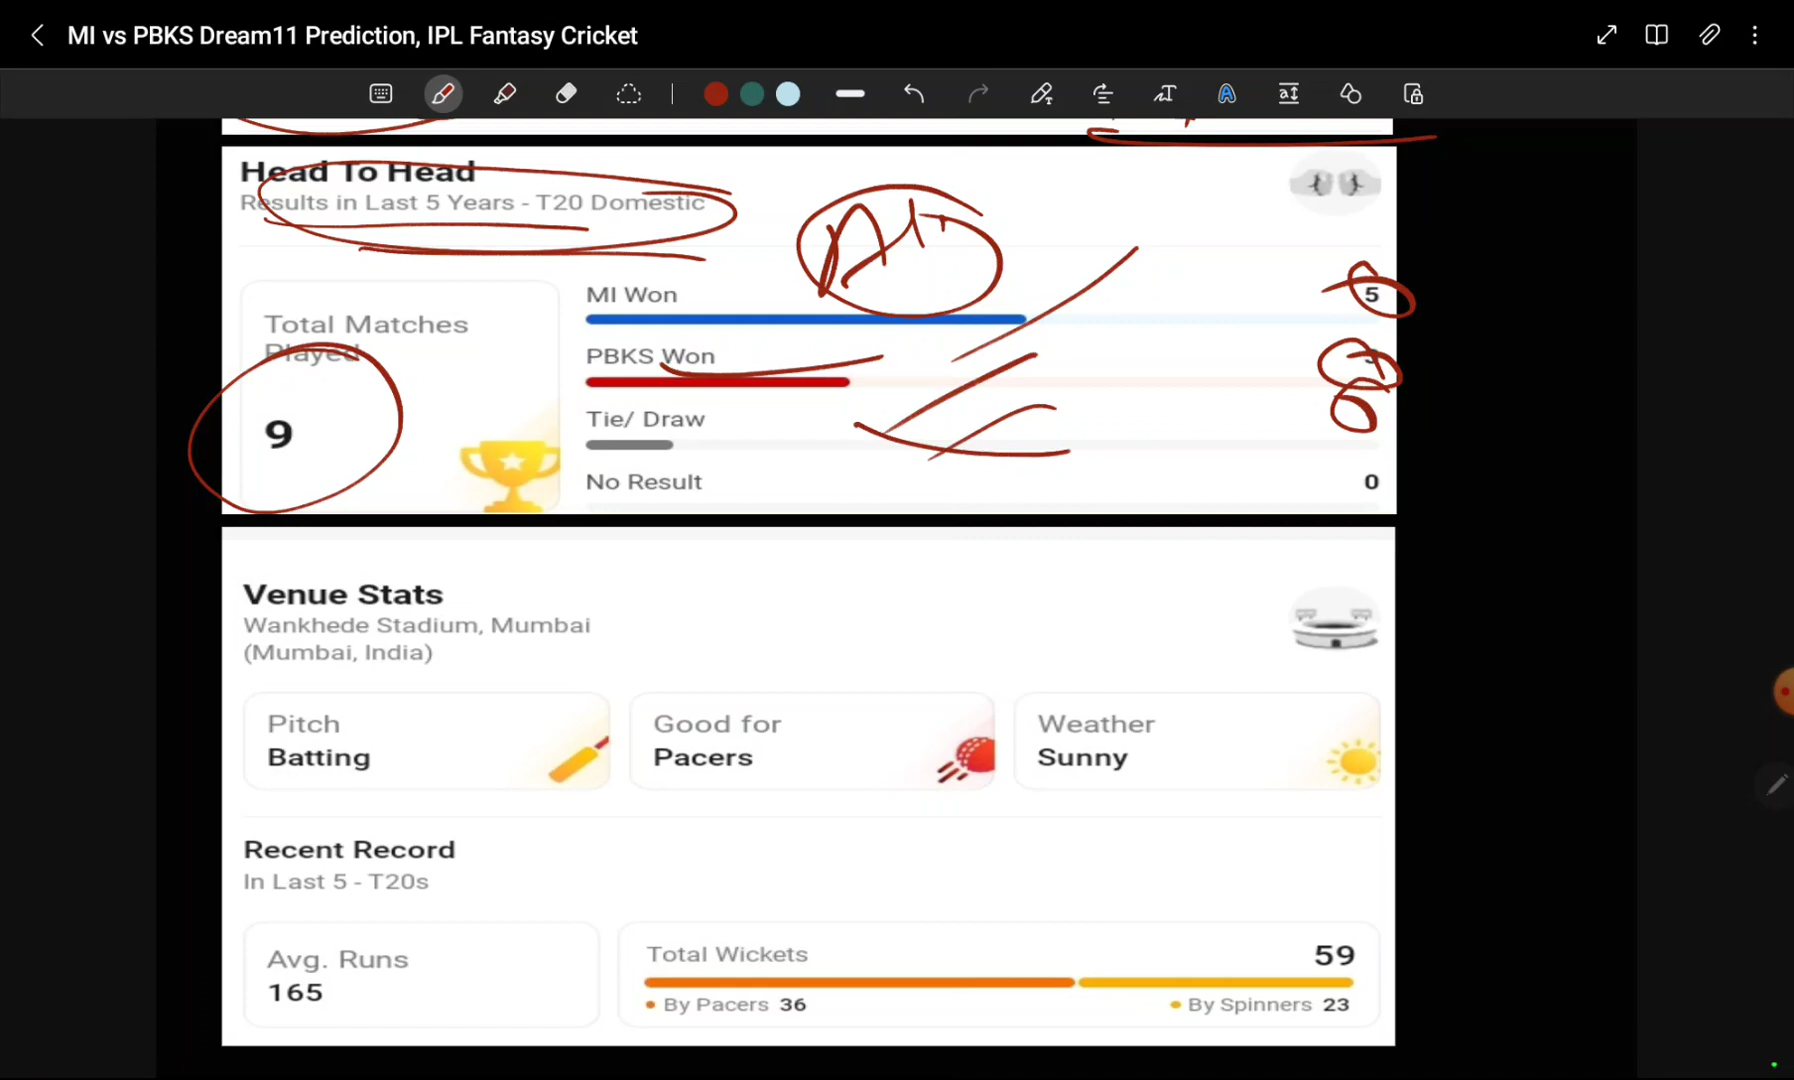 MI vs PBKS Dream11 Prediction, IPL Fantasy Cricket
Head To Head
Results in Last 5 Years - T20 Domestic
Total Matches
Played
9
MI Won
5
PBKS Won
Tie/ Draw
No Result
0
Venue Stats
Wankhede Stadium, Mumbai
(Mumbai, India)
Pitch
Batting
Good for
Pacers
Weather
Sunny
Recent Record
In Last 5 - T20s
Avg. Runs
165
Total Wickets
59
By Pacers 36
By Spinners 23